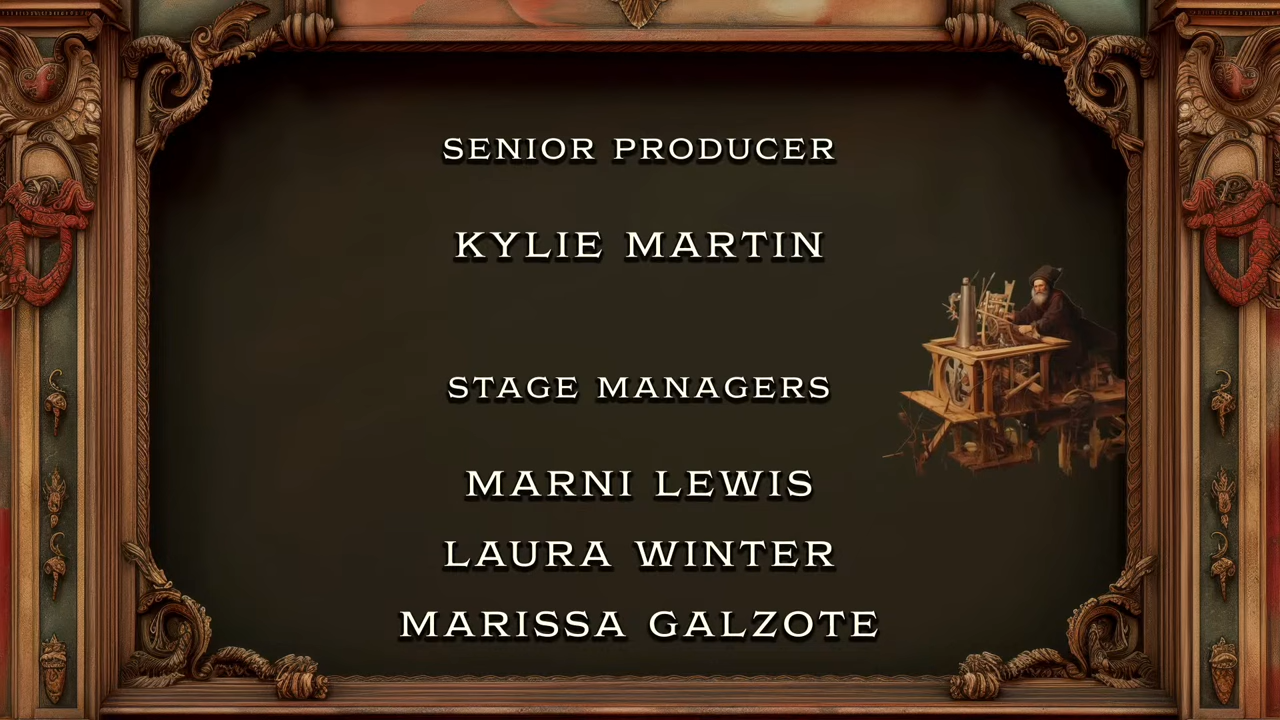 SENIOR PRODUCER
KYLIE MARTIN
STAGE MANAGERS
MARNI LEWIS
LAURA WINTER
MARISSA GALZOTE